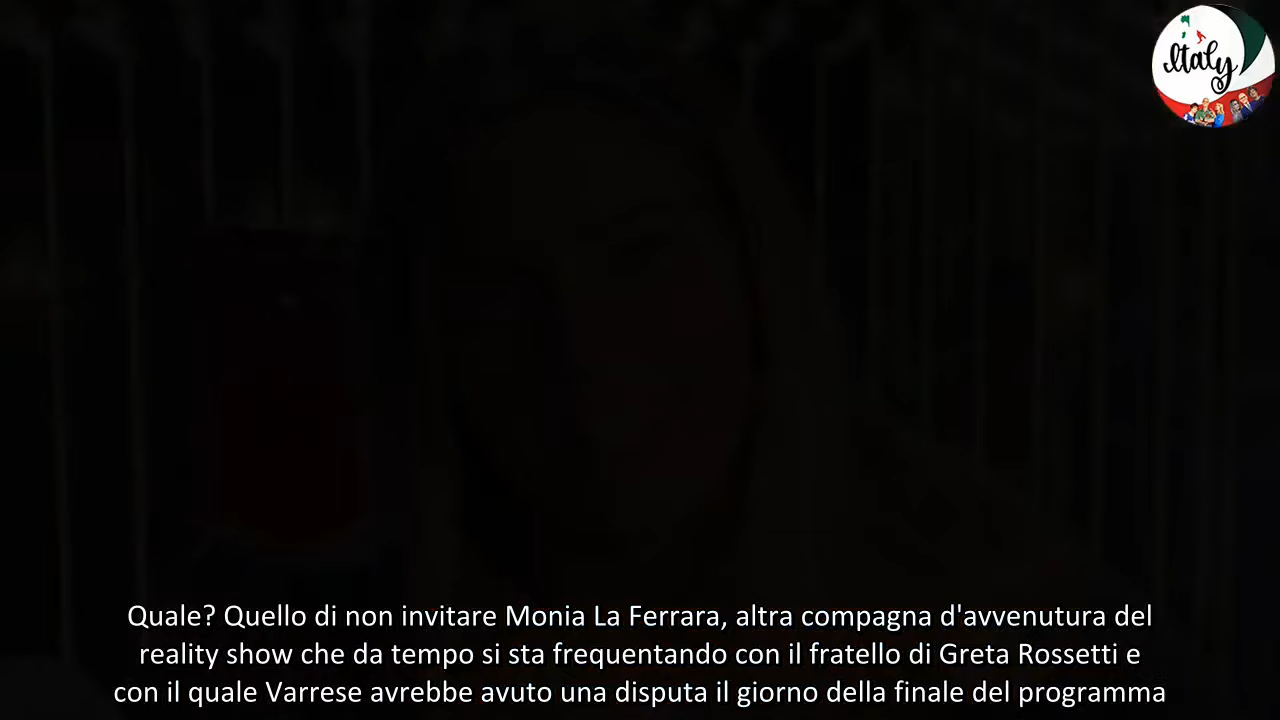 Italy
Quale? Quello di non invitare Monia La Ferrara, altra compagna d'avvenutura del
reality show che da tempo si sta frequentando con il fratello di Greta Rossetti e
con il quale Varrese avrebbe avuto una disputa il giorno della finale del programma